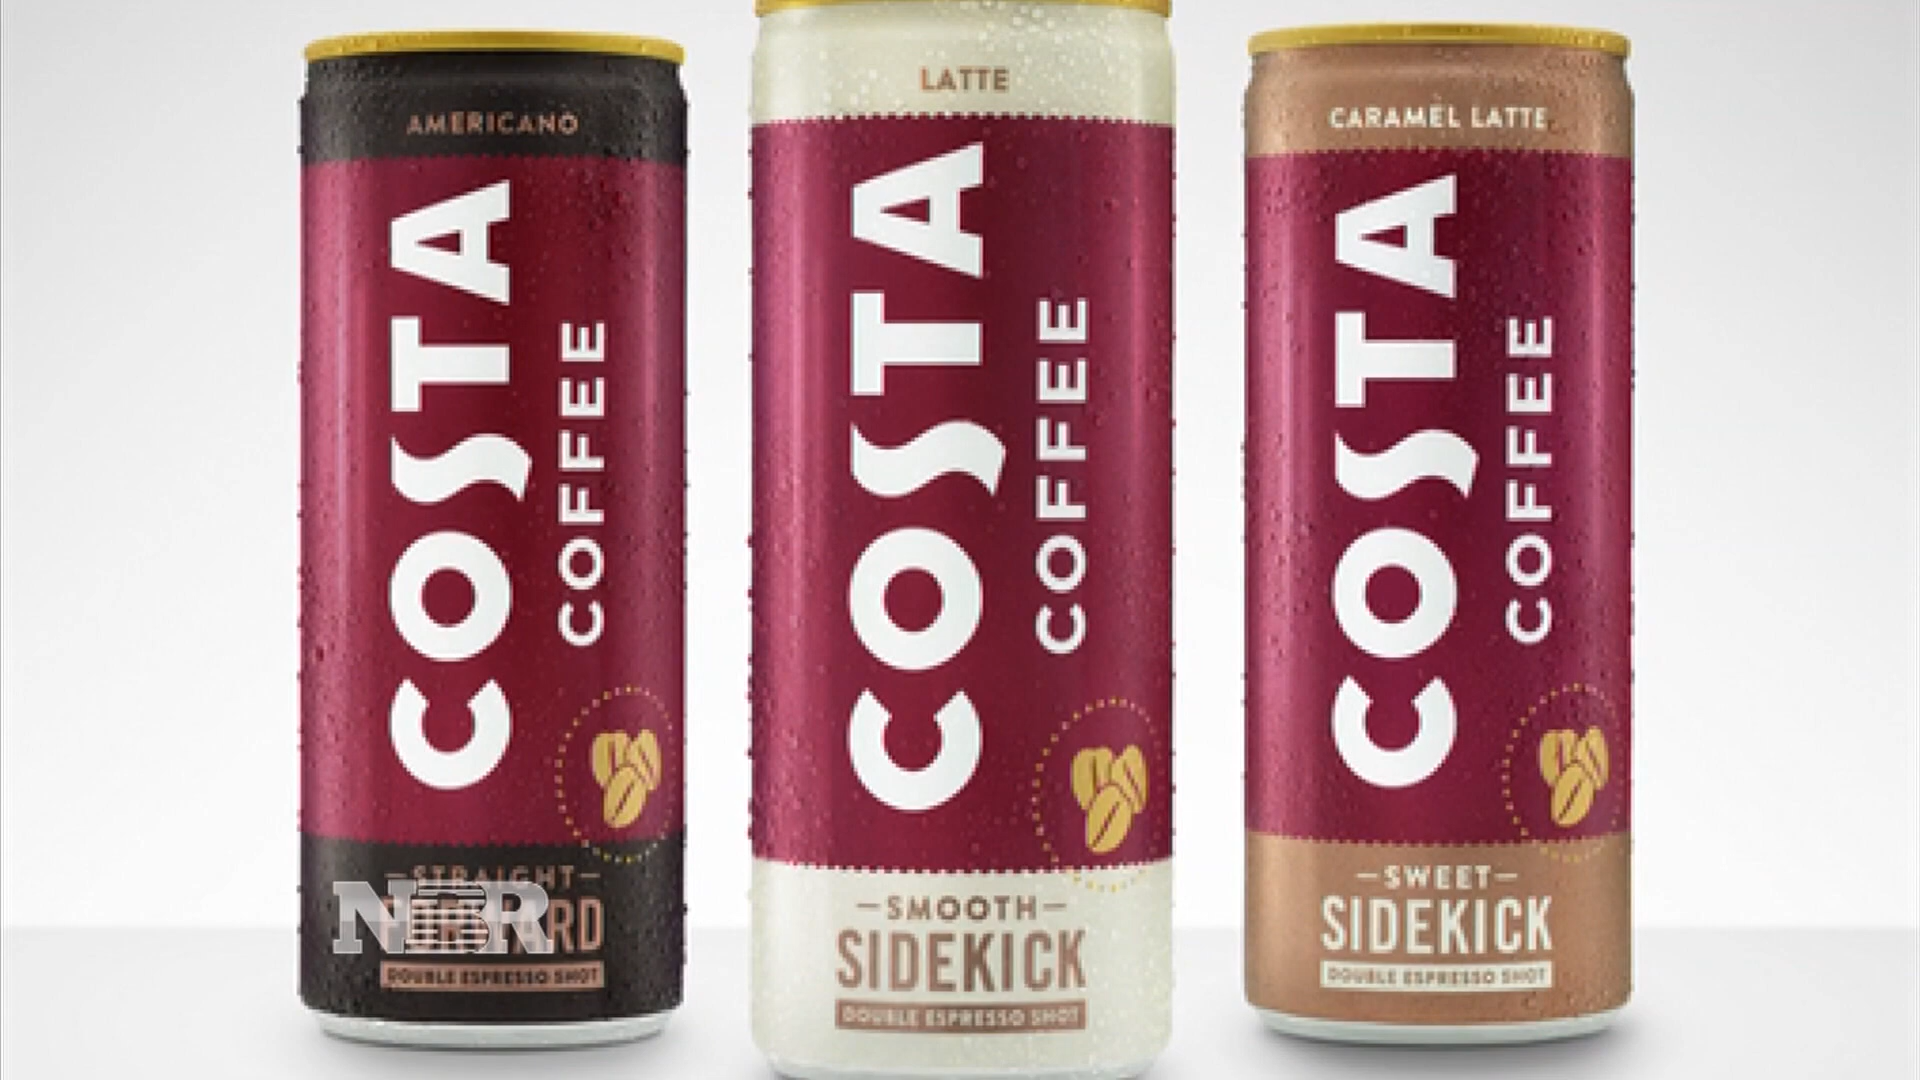 AMERICANO
COSTA
COFFEE
STRAIGHT
FORWARD
DOUBLE ESPRESSO SHOT
NBR
LATTE
COSTA
COFFEE
SMOOTH
SIDEKICK
DOUBLE ESPRESSO SHOT
CARAMEL LATTE
COSTA
COFFEE
SWEET
SIDEKICK
DOUBLE ESPRESSO SHOT